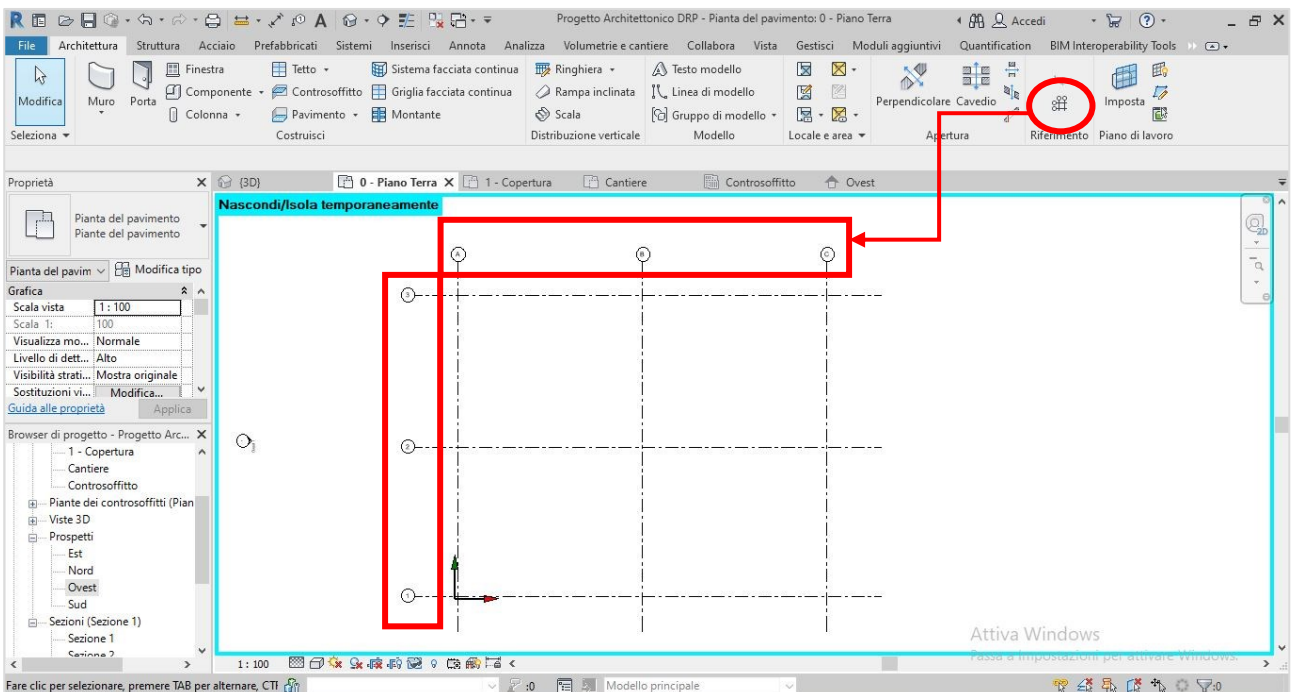 Progetto Architettonico DRP - Pianta del pavimento: 0 - Piano Terra Accedi
File Architettura Struttura Acciaio Prefabbricati Sistemi Inserisci Annota Analizza Volumetrie e cantiere Collabora Vista Gestisci Moduli aggiuntivi Quantification BIM Interoperability Tools
Finestra Tetto Sistema facciata continua Ringhiera Testo modello
Modifica Muro Porta Componente Controsoffitto Griglia facciata continua Rampa inclinata Linea di modello Perpendicolare Cavedio Imposta
Colonna Pavimento Montante Scala Gruppo di modello
Seleziona Costruisci Distribuzione verticale Modello Locale e area Apertura Riferimento Piano di lavoro
Proprietà X {3D} 0 - Piano Terra X 1 - Copertura Cantiere Controsoffitto Ovest
Nascondi/Isola temporaneamente
Pianta del pavimento
Piante del pavimento
Pianta del pavim Modifica tipo
Grafica
Scala vista 1 : 100
Scala 1: 100
Visualizza mo... Normale
Livello di dett... Alto
Visibilità strati... Mostra originale
Sostituzioni vi... Modifica...
Guida alle proprietà Applica
Browser di progetto - Progetto Arc... X
1 - Copertura
Cantiere
Controsoffitto
Piante dei controsoffitti (Pian
Viste 3D
Prospetti
Est
Nord
Ovest
Sud
Sezioni (Sezione 1)
Sezione 1
Sezione 2
A B C
3
2
1
2D
Attiva Windows
Passa a Impostazioni per attivare Windows.
1 : 100
Fare clic per selezionare, premere TAB per alternare, CTF :0 Modello principale :0